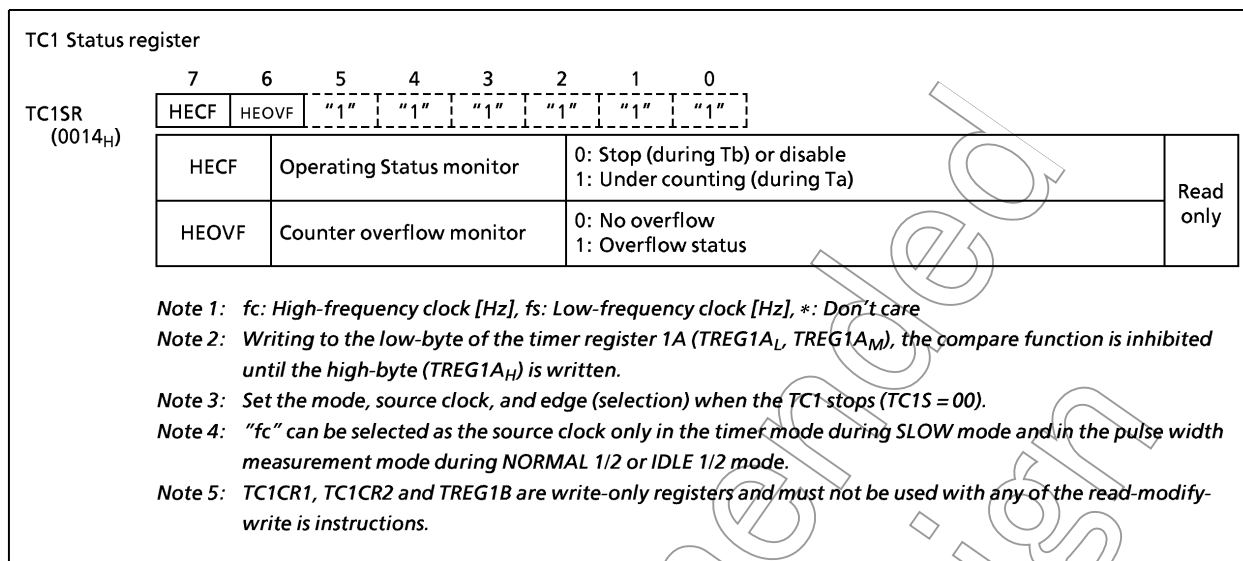 TC1 Status register
7 6 5 4 3 2 1 0
TC1SR HECF HEOVF "1" "1" "1" "1" "1" "1"
(0014H)
HECF Operating Status monitor 0: Stop (during Tb) or disable
1: Under counting (during Ta)
Read only
HEOVF Counter overflow monitor 0: No overflow
1: Overflow status
Note 1: fc: High-frequency clock [Hz], fs: Low-frequency clock [Hz], *: Don't care
Note 2: Writing to the low-byte of the timer register 1A (TREG1AL, TREG1AM), the compare function is inhibited
until the high-byte (TREG1AH) is written.
Note 3: Set the mode, source clock, and edge (selection) when the TC1 stops (TC1S = 00).
Note 4: "fc" can be selected as the source clock only in the timer mode during SLOW mode and in the pulse width
measurement mode during NORMAL 1/2 or IDLE 1/2 mode.
Note 5: TC1CR1, TC1CR2 and TREG1B are write-only registers and must not be used with any of the read-modify-
write is instructions.